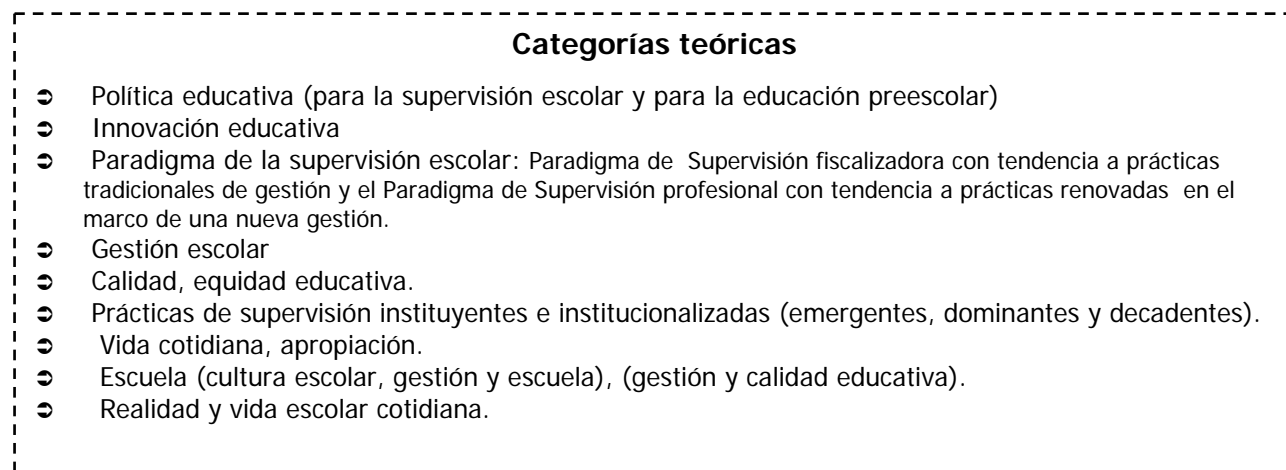 Categorías teóricas
➲ Política educativa (para la supervisión escolar y para la educación preescolar)
➲ Innovación educativa
➲ Paradigma de la supervisión escolar: Paradigma de Supervisión fiscalizadora con tendencia a prácticas
tradicionales de gestión y el Paradigma de Supervisión profesional con tendencia a prácticas renovadas en el
marco de una nueva gestión.
➲ Gestión escolar
➲ Calidad, equidad educativa.
➲ Prácticas de supervisión instituyentes e institucionalizadas (emergentes, dominantes y decadentes).
➲ Vida cotidiana, apropiación.
➲ Escuela (cultura escolar, gestión y escuela), (gestión y calidad educativa).
➲ Realidad y vida escolar cotidiana.